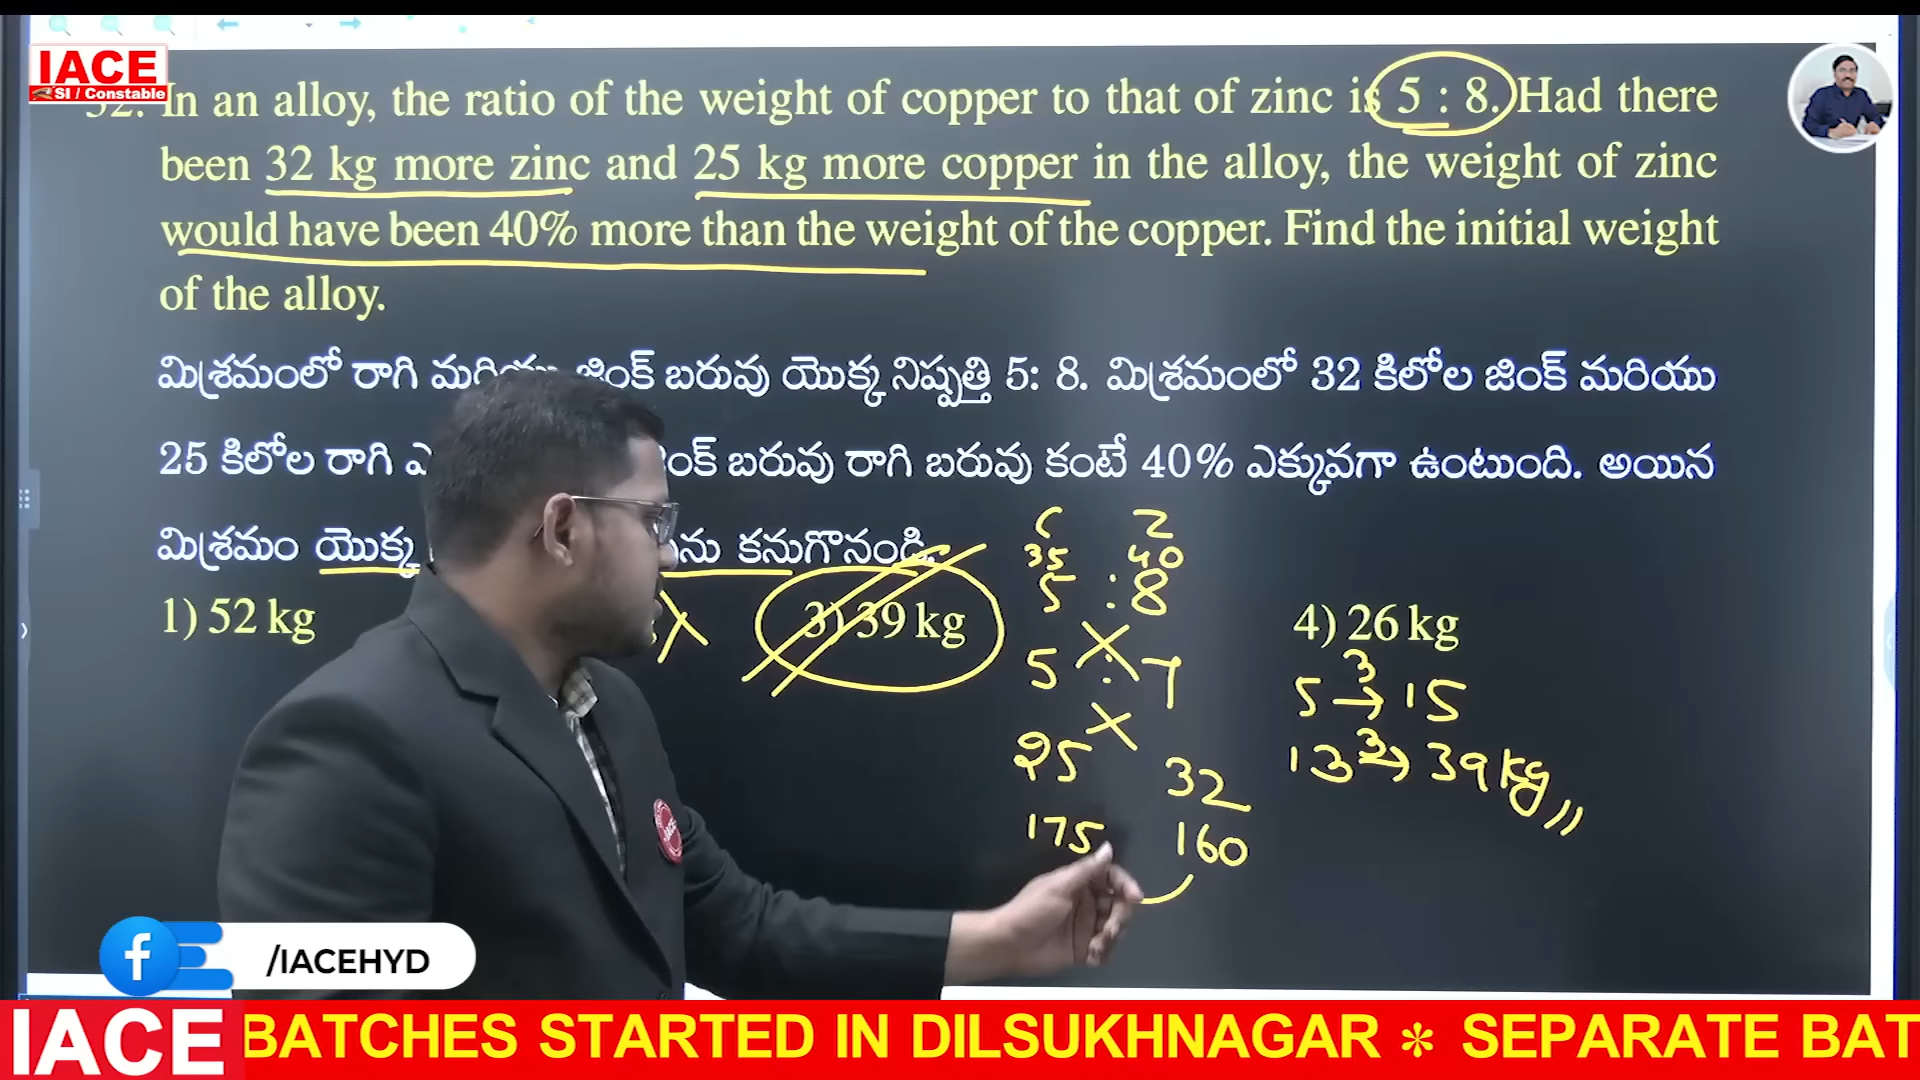 IACE
SI / Constable
In an alloy, the ratio of the weight of copper to that of zinc is 5 : 8. Had there
been 32 kg more zinc and 25 kg more copper in the alloy, the weight of zinc
would have been 40% more than the weight of the copper. Find the initial weight
of the alloy.
మిశ్రమంలో రాగి మరియు జింక్ బరువు యొక్క నిష్పత్తి 5: 8. మిశ్రమంలో 32 కిలోల జింక్ మరియు
25 కిలోల రాగి బరువు రాగి బరువు కంటే 40% ఎక్కువగా ఉంటుంది. అయిన
మిశ్రమం యొక్క కనుగొనండి.
1) 52 kg 3) 39 kg 4) 26 kg
C Z
35 40
5 : 8
5 : 7
25 32
175 160
5 3→ 15
13 3→ 39 kg
/IACEHYD
IACE BATCHES STARTED IN DILSUKHNAGAR * SEPARATE BAT